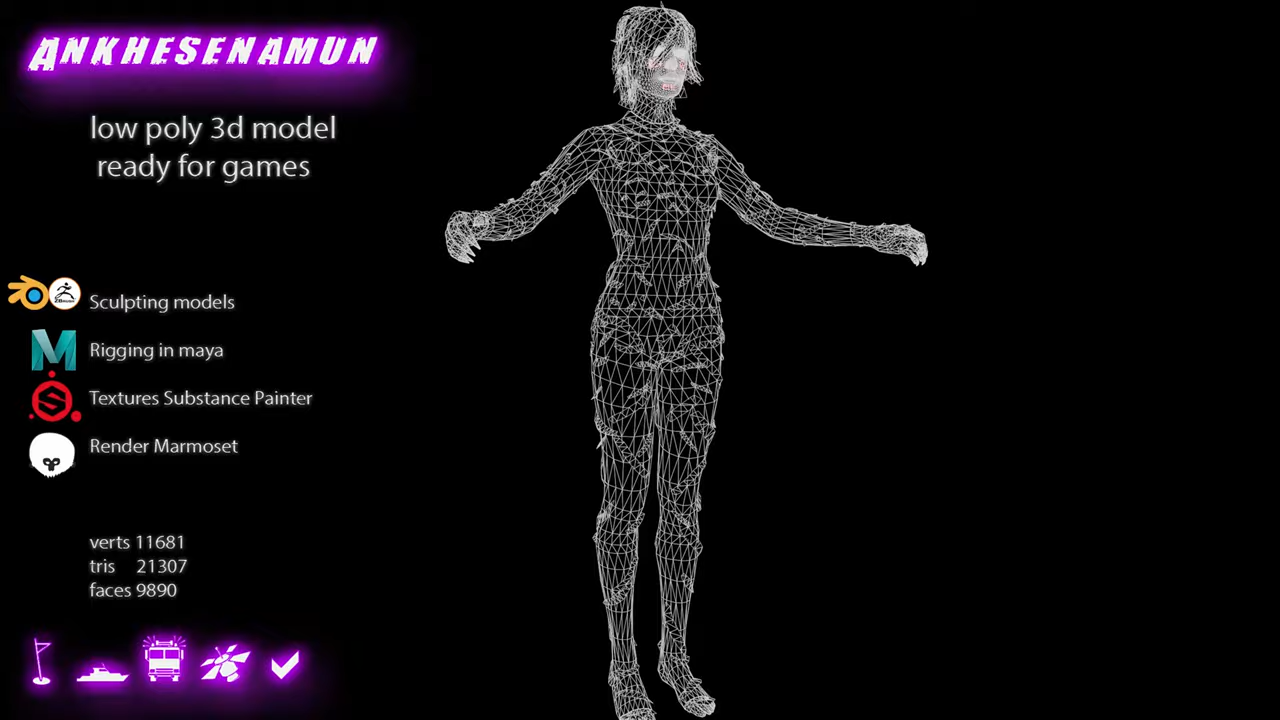 ANKHESENAMUN
low poly 3d model
ready for games
Sculpting models
Rigging in maya
Textures Substance Painter
Render Marmoset
verts 11681
tris 21307
faces 9890